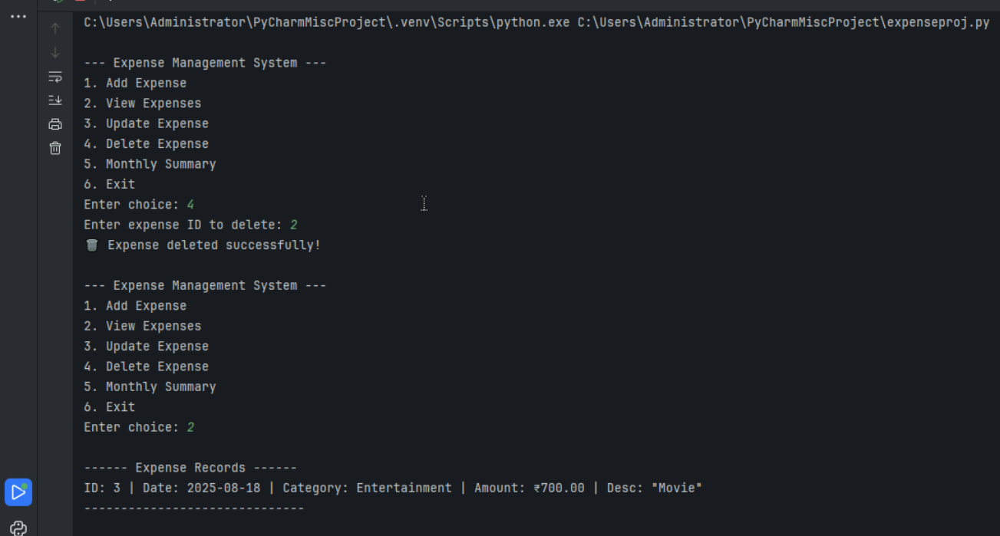 C:\Users\Administrator\PyCharmMiscProject\.venv\Scripts\python.exe C:\Users\Administrator\PyCharmMiscProject\expenseproj.py
--- Expense Management System ---
1. Add Expense
2. View Expenses
3. Update Expense
4. Delete Expense
5. Monthly Summary
6. Exit
Enter choice: 4
Enter expense ID to delete: 2
🗑 Expense deleted successfully!
--- Expense Management System ---
1. Add Expense
2. View Expenses
3. Update Expense
4. Delete Expense
5. Monthly Summary
6. Exit
Enter choice: 2
------ Expense Records ------
ID: 3 | Date: 2025-08-18 | Category: Entertainment | Amount: ₹700.00 | Desc: "Movie"
------------------------------